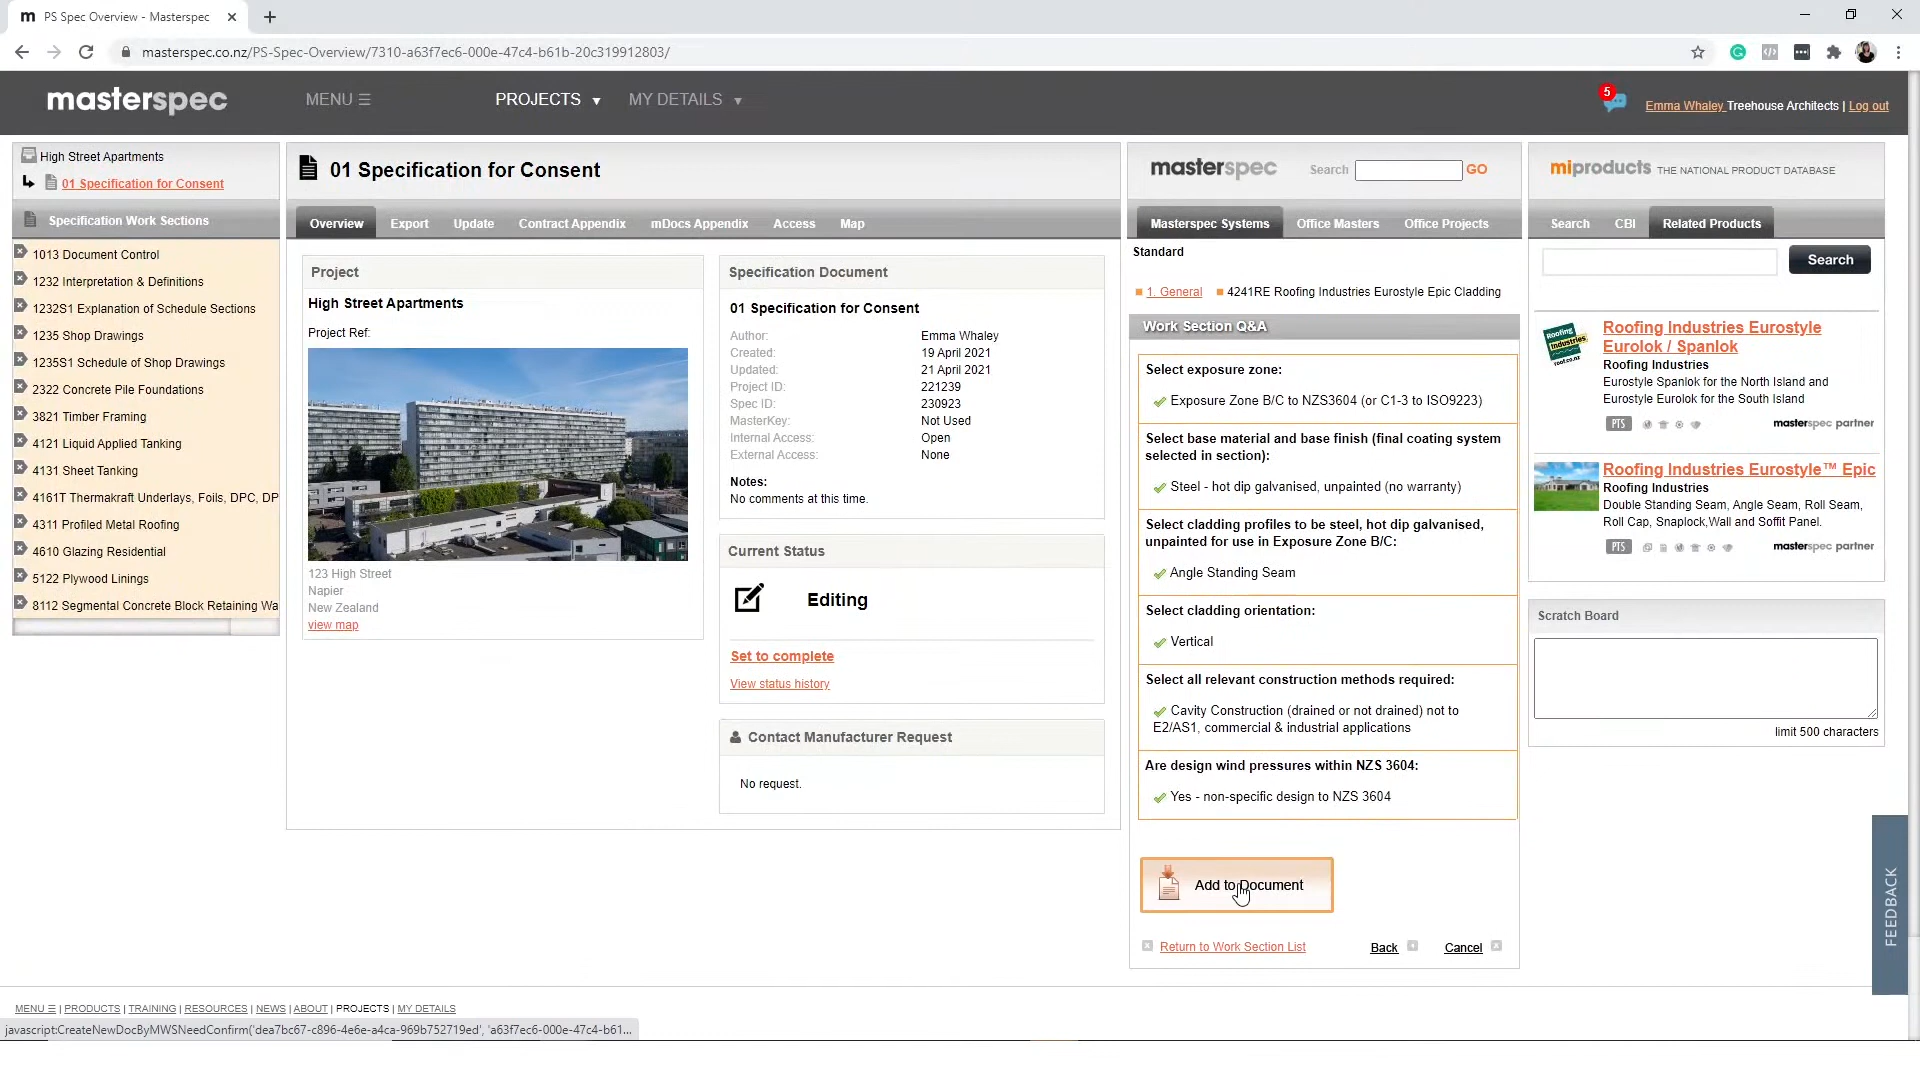 m PS Spec Overview - Masterspec
masterspec.co.nz/PS-Spec-Overview/7310-a63f7ec6-000e-47c4-b61b-20c319912803/
masterspec
MENU ☰
PROJECTS ▼
MY DETAILS ▼
5
Emma Whaley Treehouse Architects | Log out
High Street Apartments
01 Specification for Consent
Specification Work Sections
1013 Document Control
1232 Interpretation & Definitions
1232S1 Explanation of Schedule Sections
1235 Shop Drawings
1235S1 Schedule of Shop Drawings
2322 Concrete Pile Foundations
3821 Timber Framing
4121 Liquid Applied Tanking
4131 Sheet Tanking
4161T Thermakraft Underlays, Foils, DPC, DP
4311 Profiled Metal Roofing
4610 Glazing Residential
5122 Plywood Linings
8112 Segmental Concrete Block Retaining Wa
01 Specification for Consent
Overview Export Update Contract Appendix mDocs Appendix Access Map
Project
High Street Apartments
Project Ref:
123 High Street
Napier
New Zealand
view map
Specification Document
01 Specification for Consent
Author: Emma Whaley
Created: 19 April 2021
Updated: 21 April 2021
Project ID: 221239
Spec ID: 230923
MasterKey: Not Used
Internal Access: Open
External Access: None
Notes:
No comments at this time.
Current Status
Editing
Set to complete
View status history
Contact Manufacturer Request
No request.
masterspec Search GO
Masterspec Systems Office Masters Office Projects
Standard
1. General 4241RE Roofing Industries Eurostyle Epic Cladding
Work Section Q&A
Select exposure zone:
Exposure Zone B/C to NZS3604 (or C1-3 to ISO9223)
Select base material and base finish (final coating system
selected in section):
Steel - hot dip galvanised, unpainted (no warranty)
Select cladding profiles to be steel, hot dip galvanised,
unpainted for use in Exposure Zone B/C:
Angle Standing Seam
Select cladding orientation:
Vertical
Select all relevant construction methods required:
Cavity Construction (drained or not drained) not to
E2/AS1, commercial & industrial applications
Are design wind pressures within NZS 3604:
Yes - non-specific design to NZS 3604
Add to Document
Return to Work Section List Back Cancel
miproducts THE NATIONAL PRODUCT DATABASE
Search CBI Related Products
Search
Roofing Industries
roof.co.nz
Roofing Industries Eurostyle
Eurolok / Spanlok
Roofing Industries
Eurostyle Spanlok for the North Island and
Eurostyle Eurolok for the South Island
PTS masterspec partner
Roofing Industries Eurostyle™ Epic
Roofing Industries
Double Standing Seam, Angle Seam, Roll Seam,
Roll Cap, Snaplock,Wall and Soffit Panel.
PTS masterspec partner
Scratch Board
limit 500 characters
FEEDBACK
MENU ☰ | PRODUCTS | TRAINING | RESOURCES | NEWS | ABOUT | PROJECTS | MY DETAILS
javascript:CreateNewDocByMWSNeedConfirm('dea7bc67-c896-4e6e-a4ca-969b752719ed', 'a63f7ec6-000e-47c4-b61...